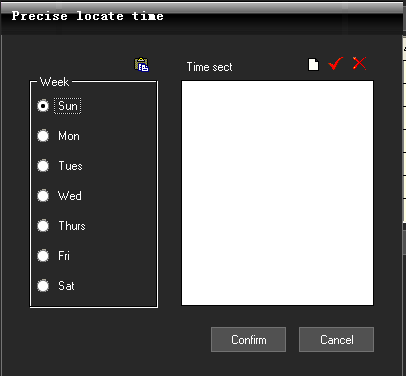 Precise locate time
Week
Time sect
Sun
Mon
Tues
Wed
Thurs
Fri
Sat
Confirm
Cancel